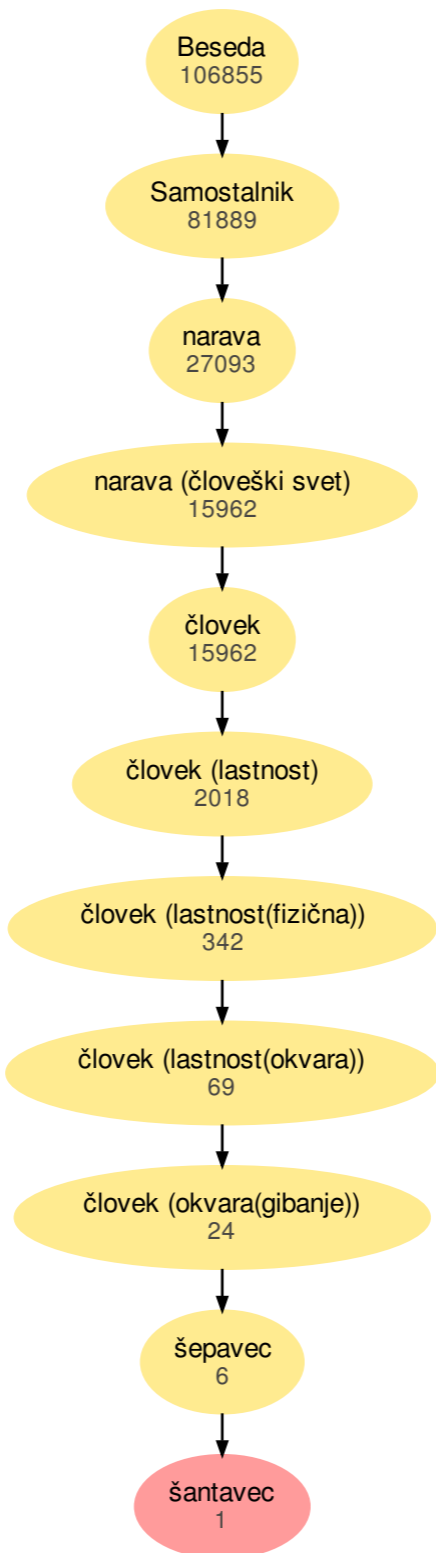 Beseda
106855
Samostalnik
81889
narava
27093
narava (človeški svet)
15962
človek
15962
človek (lastnost)
2018
človek (lastnost(fizična))
342
človek (lastnost(okvara))
69
človek (okvara(gibanje))
24
šepavec
6
šantavec
1